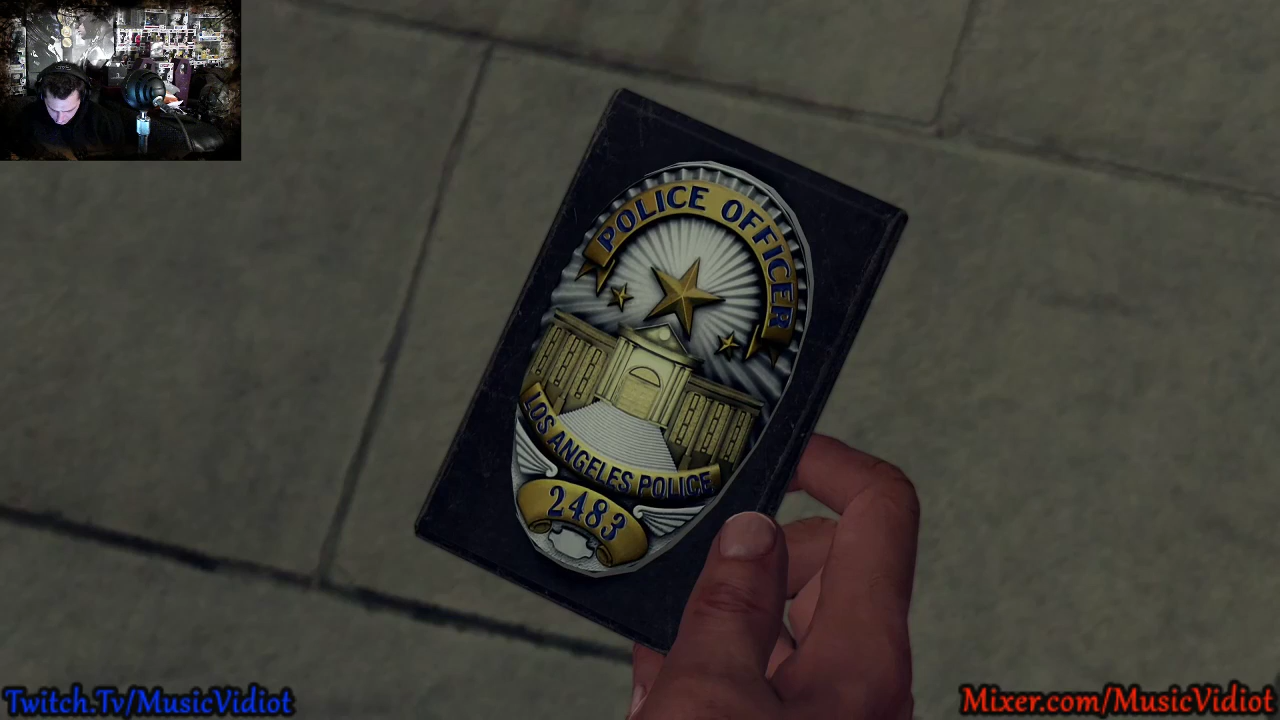 POLICE OFFICER
LOS ANGELES POLICE
2483
Twitch.Tv/MusicVidiot
Mixer.com/MusicVidiot